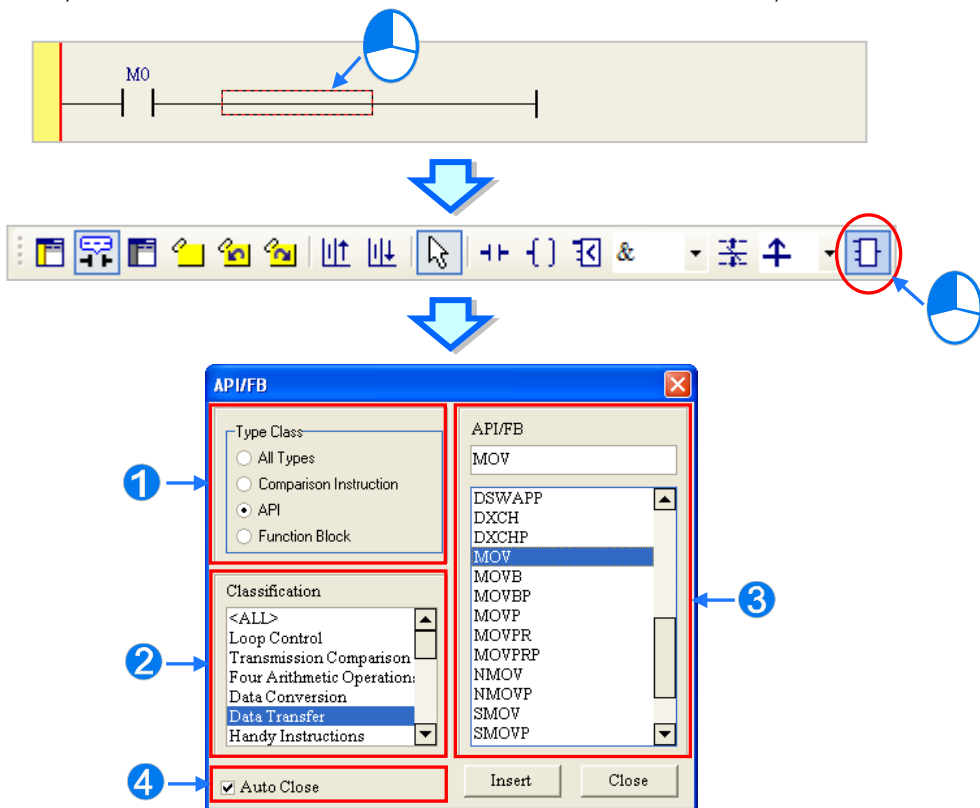 M0
&
API/FB
Type Class
All Types
Comparison Instruction
API
Function Block
1
Classification
<ALL>
Loop Control
Transmission Comparison
Four Arithmetic Operation:
Data Conversion
Data Transfer
Handy Instructions
2
API/FB
MOV
DSWAPP
DXCH
DXCHP
MOV
MOVB
MOVBP
MOVP
MOVPR
MOVPRP
NMOV
NMOVP
SMOV
SMOVP
3
4
Auto Close
Insert
Close